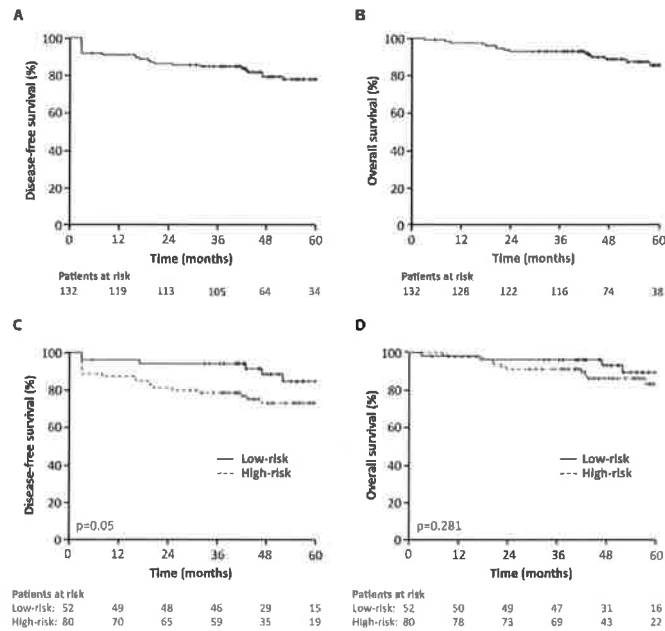 A
Disease-free survival (%)
100
80
60
40
20
0
0 12 24 36 48 60
Time (months)
Patients at risk
132 119 113 105 64 34
B
Overall survival (%)
100
80
60
40
20
0
0 12 24 36 48 60
Time (months)
Patients at risk
132 128 122 116 74 38
C
Disease-free survival (%)
100
80
60
40
20
0
Low-risk
High-risk
p=0.05
0 12 24 36 48 60
Time (months)
Patients at risk
Low-risk: 52 49 48 46 29 15
High-risk: 80 70 65 59 35 19
D
Overall survival (%)
100
80
60
40
20
0
Low-risk
High-risk
p=0.281
0 12 24 36 48 60
Time (months)
Patients at risk
Low-risk: 52 50 49 47 31 16
High-risk: 80 78 73 69 43 22